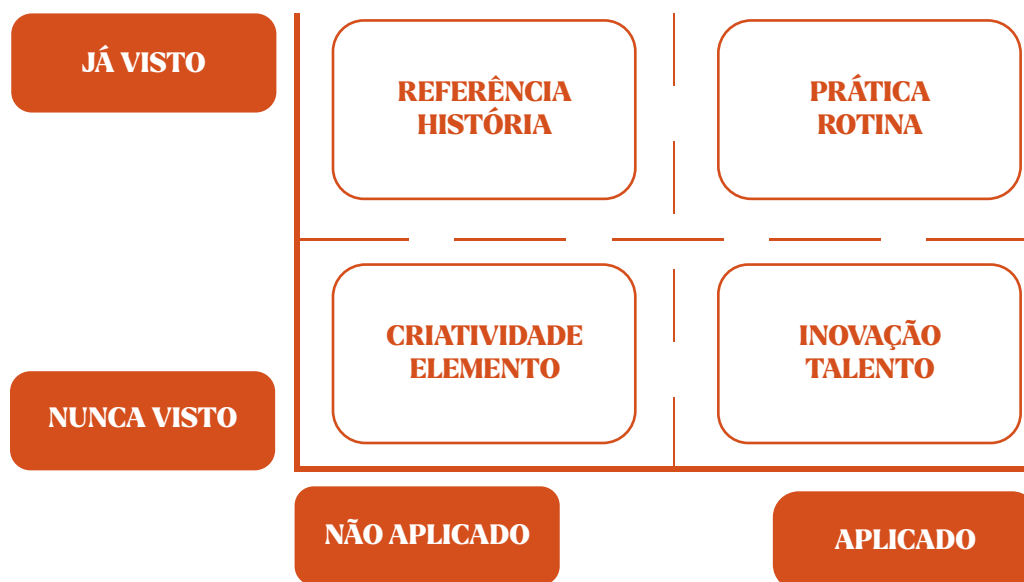 JÁ VISTO
REFERÊNCIA
HISTÓRIA
PRÁTICA
ROTINA
CRIATIVIDADE
ELEMENTO
INOVAÇÃO
TALENTO
NUNCA VISTO
NÃO APLICADO
APLICADO